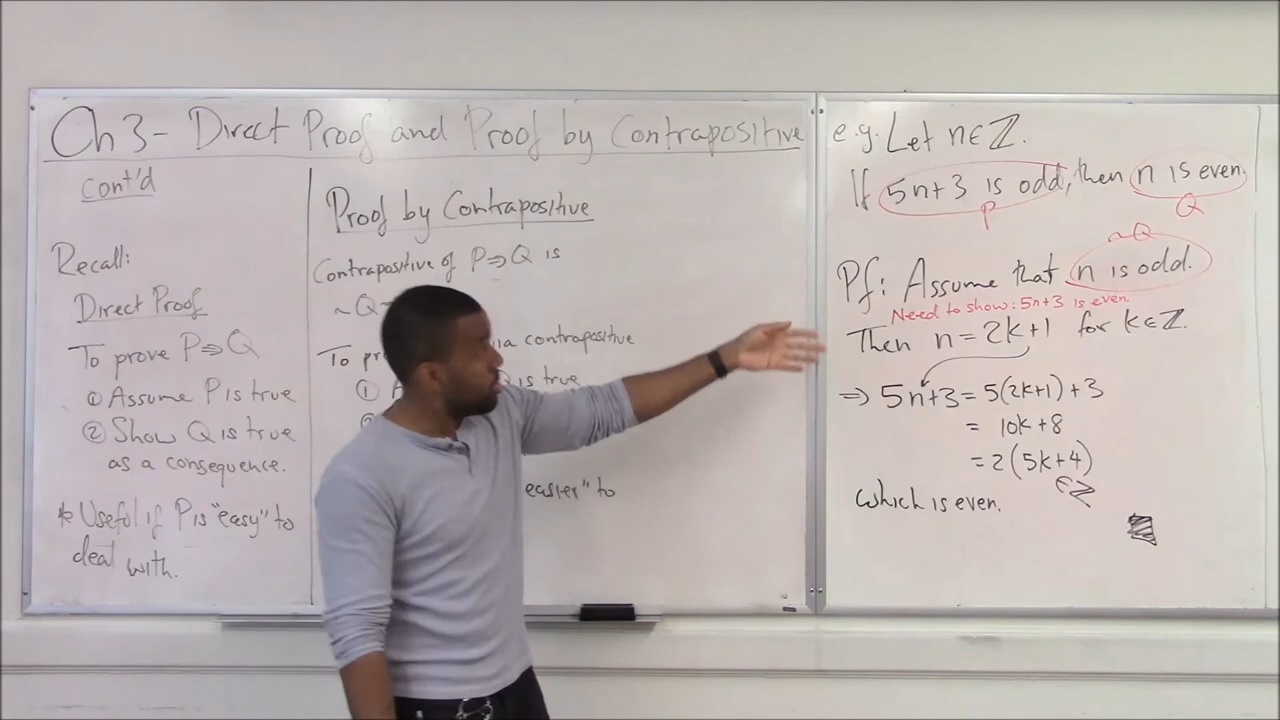 Ch 3 - Direct Proof and Proof by Contrapositive
cont'd
Recall:
Direct Proof
To prove P⇒Q
① Assume P is true
② Show Q is true
as a consequence.
* Useful if P is "easy" to
deal with.
Proof by Contrapositive
Contrapositive of P⇒Q is
~Q
To via contrapositive
① Q is true
②
easier" to
e.g. Let n∈ℤ.
If 5n+3 is odd, then n is even.
P Q
~Q
Pf: Assume that n is odd.
Need to show: 5n+3 is even
Then n = 2k+1 for k∈ℤ.
⇒ 5n+3 = 5(2k+1)+3
= 10k+8
= 2(5k+4)
∈ℤ
which is even.